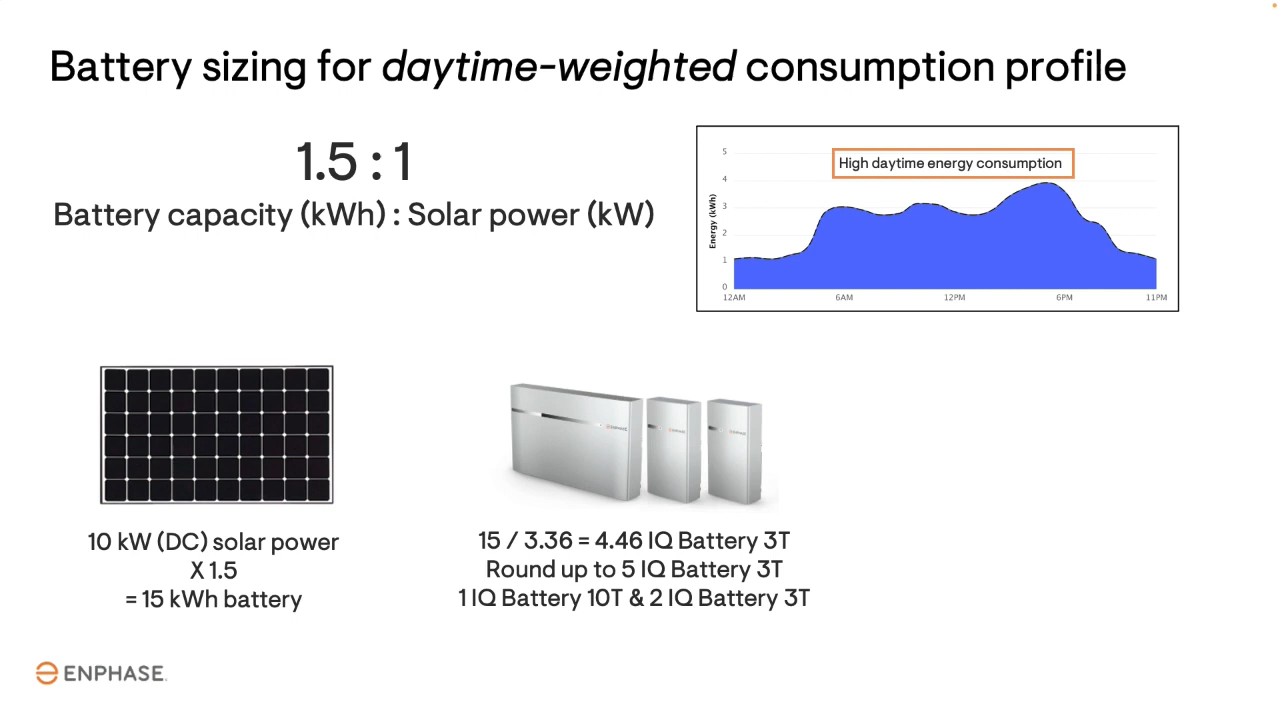 Battery sizing for daytime-weighted consumption profile
1.5 : 1
Battery capacity (kWh) : Solar power (kW)
High daytime energy consumption
Energy (kWh)
5
4
3
2
1
0
12AM 6AM 12PM 6PM 11PM
ENPHASE
ENPHASE
ENPHASE
10 kW (DC) solar power
X 1.5
= 15 kWh battery
15 / 3.36 = 4.46 IQ Battery 3T
Round up to 5 IQ Battery 3T
1 IQ Battery 10T & 2 IQ Battery 3T
ENPHASE.